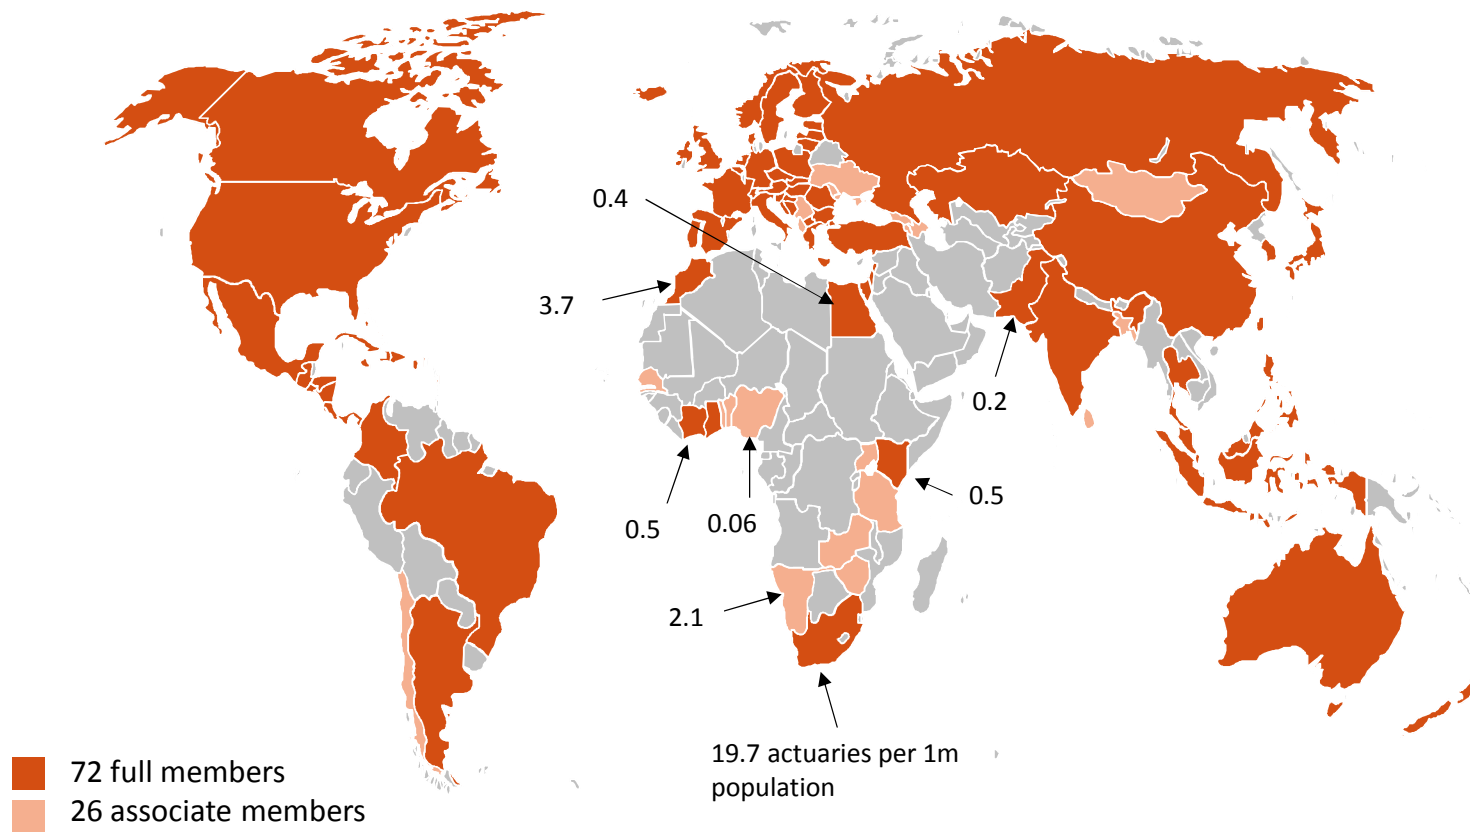 0.4
3.7
0.2
0.5
0.5
0.06
2.1
19.7 actuaries per 1m
population
72 full members
26 associate members